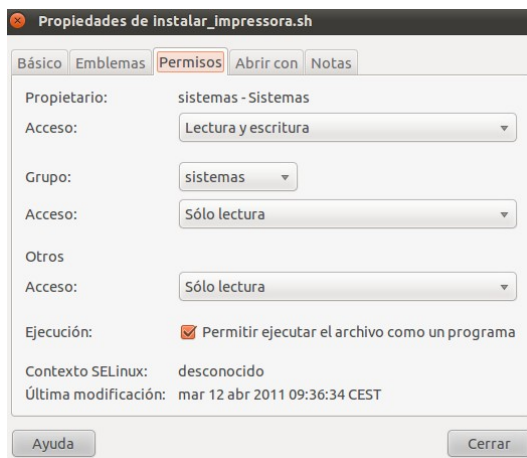 Propiedades de instalar_impressora.sh
Básico Emblemas Permisos Abrir con Notas
Propietario: sistemas - Sistemas
Acceso: Lectura y escritura
Grupo: sistemas
Acceso: Sólo lectura
Otros
Acceso: Sólo lectura
Ejecución: Permitir ejecutar el archivo como un programa
Contexto SELinux: desconocido
Última modificación: mar 12 abr 2011 09:36:34 CEST
Ayuda Cerrar